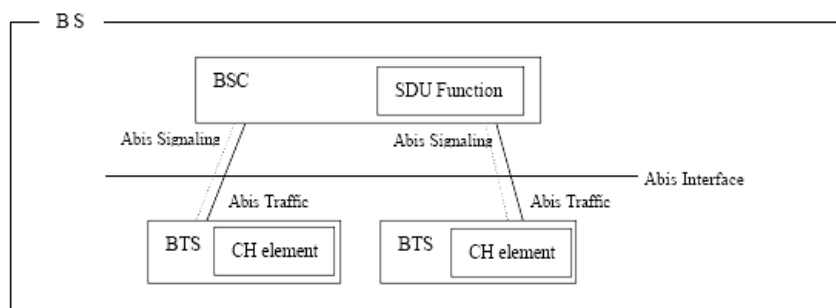 BS
BSC
SDU Function
Abis Signaling
Abis Signaling
Abis Interface
Abis Traffic
Abis Traffic
BTS
CH element
BTS
CH element